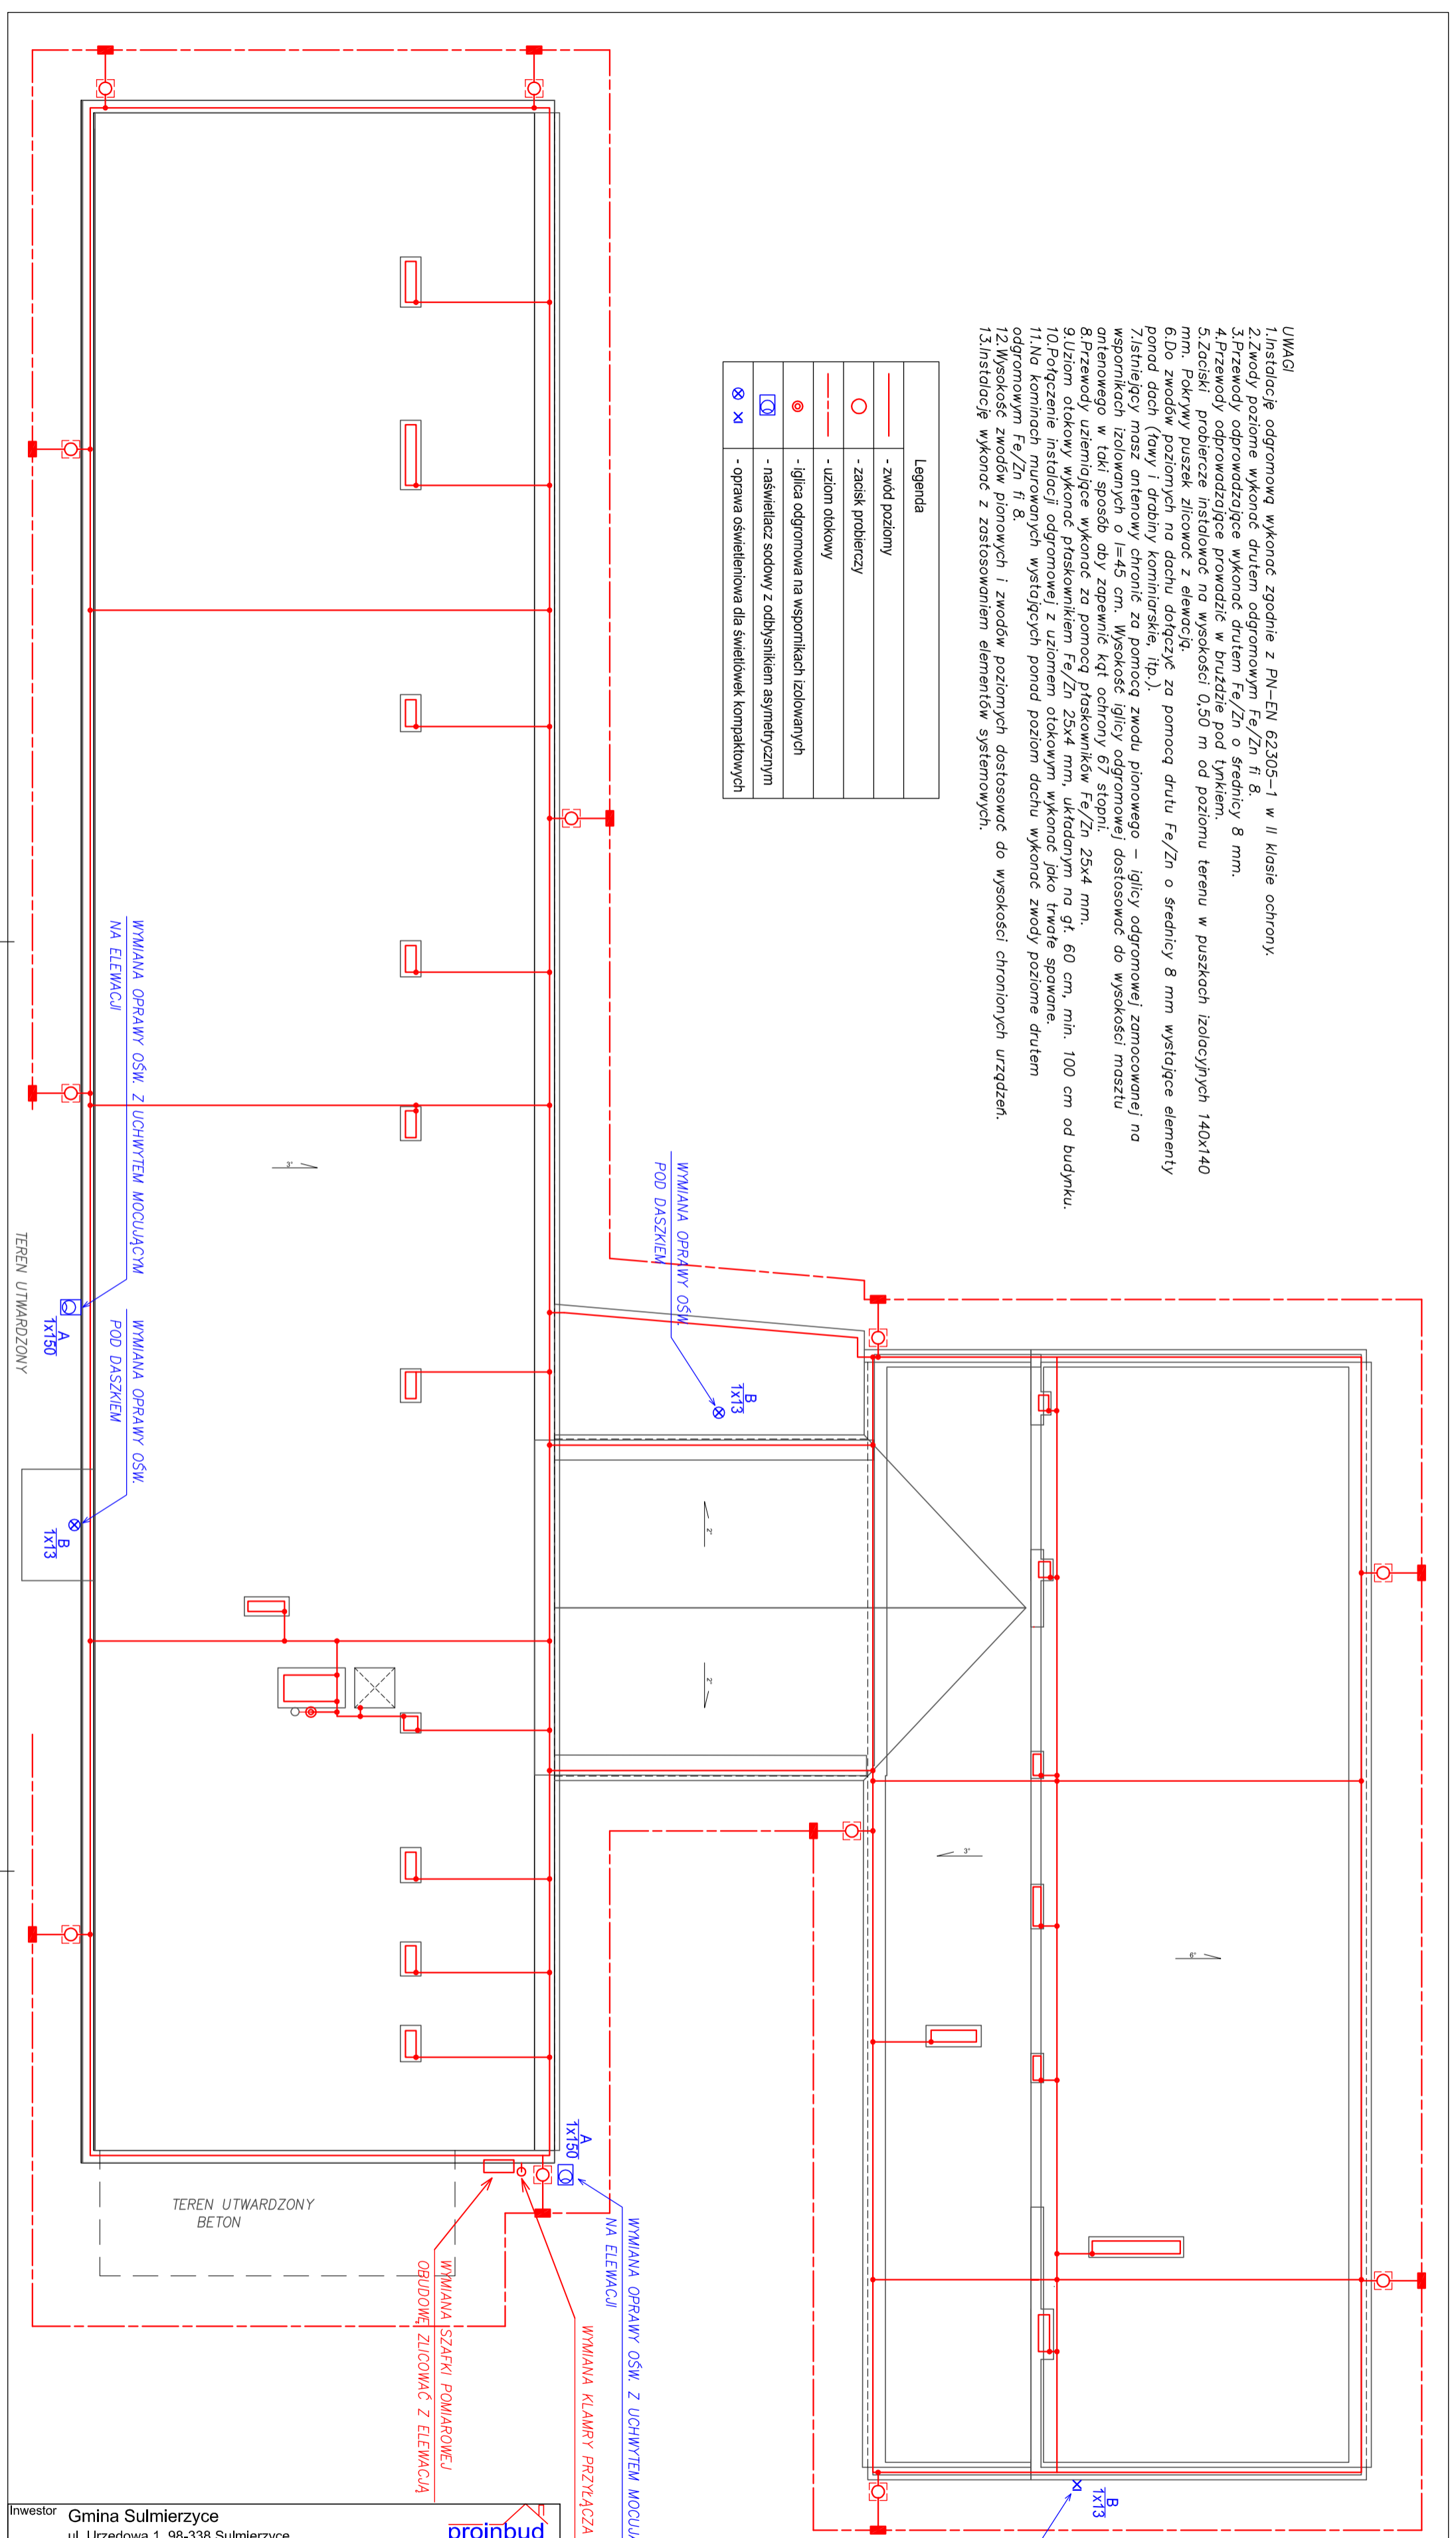 UWAGI
1.Instalację odgromową wykonać zgodnie z PN-EN 62305-1 w II klasie ochrony.
2.Zwody poziome wykonać drutem odgromowym Fe/Zn fi 8.
3.Przewody odprowadzające wykonać drutem Fe/Zn o średnicy 8 mm.
4.Przewody odprowadzające prowadzić w bruździe pod tynkiem.
5.Zaciski probiercze instalować na wysokości 0,50 m od poziomu terenu w puszkach izolacyjnych 140x140
mm. Pokrywy puszek zlicować z elewacją.
6.Do zwodów poziomych na dachu dołączyć za pomocą drutu Fe/Zn o średnicy 8 mm wystające elementy
ponad dach (ławy i drabiny kominiarskie, itp.).
7.Istniejący masz antenowy chronić za pomocą zwodu pionowego - iglicy odgromowej zamocowanej na
wspornikach izolowanych o l=45 cm. Wysokość iglicy odgromowej dostosować do wysokości masztu
antenowego w taki sposób aby zapewnić kąt ochrony 67 stopni.
8.Przewody uziemiające wykonać za pomocą płaskowników Fe/Zn 25x4 mm.
9.Uziom otokowy wykonać płaskownikiem Fe/Zn 25x4 mm, układanym na gł. 60 cm, min. 100 cm od budynku.
10.Połączenie instalacji odgromowej z uziomem otokowym wykonać jako trwałe spawane.
11.Na kominach murowanych wystających ponad poziom dachu wykonać zwody poziome drutem
odgromowym Fe/Zn fi 8.
12.Wysokość zwodów pionowych i zwodów poziomych dostosować do wysokości chronionych urządzeń.
13.Instalację wykonać z zastosowaniem elementów systemowych.
Legenda
- zwód poziomy
- zacisk probierczy
- uziom otokowy
- iglica odgromowa na wspornikach izolowanych
- naświetlacz sodowy z odbłyśnikiem asymetrycznym
- oprawa oświetleniowa dla świetlówek kompaktowych
WYMIANA OPRAWY OŚW.
POD DASZKIEM
B
1x13
WYMIANA OPRAWY OŚW. Z UCHWYTEM MOCUJĄCYM
NA ELEWACJI
A
1x150
WYMIANA OPRAWY OŚW.
POD DASZKIEM
B
1x13
TEREN UTWARDZONY
3°
2°
2°
3°
6°
A
1x150
WYMIANA OPRAWY OŚW. Z UCHWYTEM MOCUJĄ
NA ELEWACJI
WYMIANA KLAMRY PRZYŁĄCZA
WYMIANA SZAFKI POMIAROWEJ
OBUDOWĘ ZLICOWAĆ Z ELEWACJĄ
TEREN UTWARDZONY
BETON
B
1x13
Inwestor
Gmina Sulmierzyce
ul. Urzędowa 1, 98-338 Sulmierzyce
proinbud